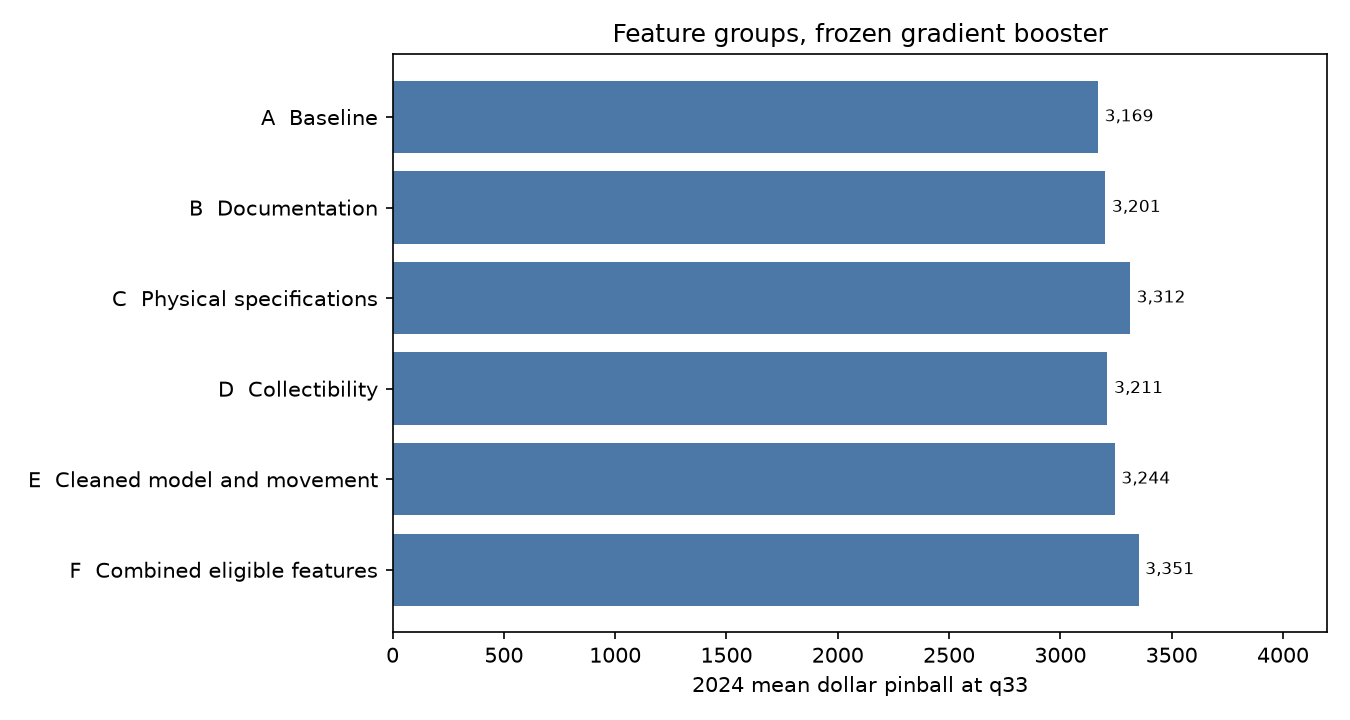 Feature groups, frozen gradient booster
A  Baseline
3,169
B  Documentation
3,201
C  Physical specifications
3,312
D  Collectibility
3,211
E  Cleaned model and movement
3,244
F  Combined eligible features
3,351
0 500 1000 1500 2000 2500 3000 3500 4000
2024 mean dollar pinball at q33